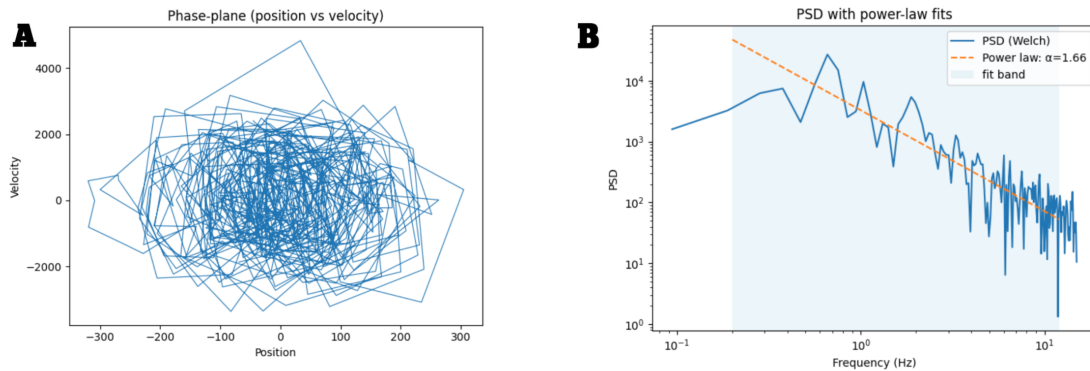 A
Phase-plane (position vs velocity)
Velocity
4000
2000
0
−2000
−300 −200 −100 0 100 200 300
Position
B
PSD with power-law fits
PSD (Welch)
Power law: α=1.66
fit band
PSD
10⁴
10³
10²
10¹
10⁰
10⁻¹ 10⁰ 10¹
Frequency (Hz)